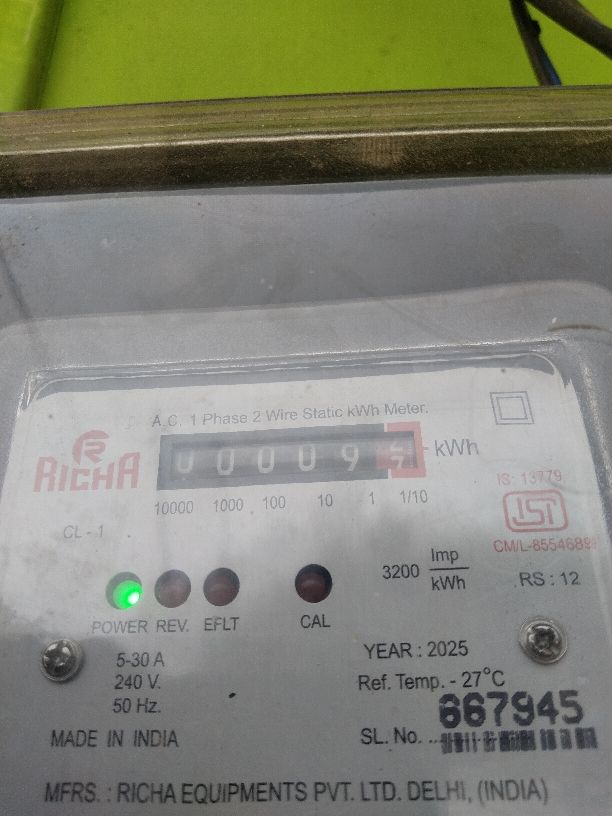 A.C. 1 Phase 2 Wire Static kWh Meter.
RICHA
0 0 0 0 9
kWh
10000 1000 100 10 1 1/10
IS: 13779
ISI
CL - 1
3200 Imp/kWh
RS : 12
POWER REV. EFLT CAL
5-30 A
240 V.
50 Hz.
YEAR : 2025
Ref. Temp. - 27°C
667945
MADE IN INDIA
SL. No. ..
MFRS. : RICHA EQUIPMENTS PVT. LTD. DELHI, (INDIA)